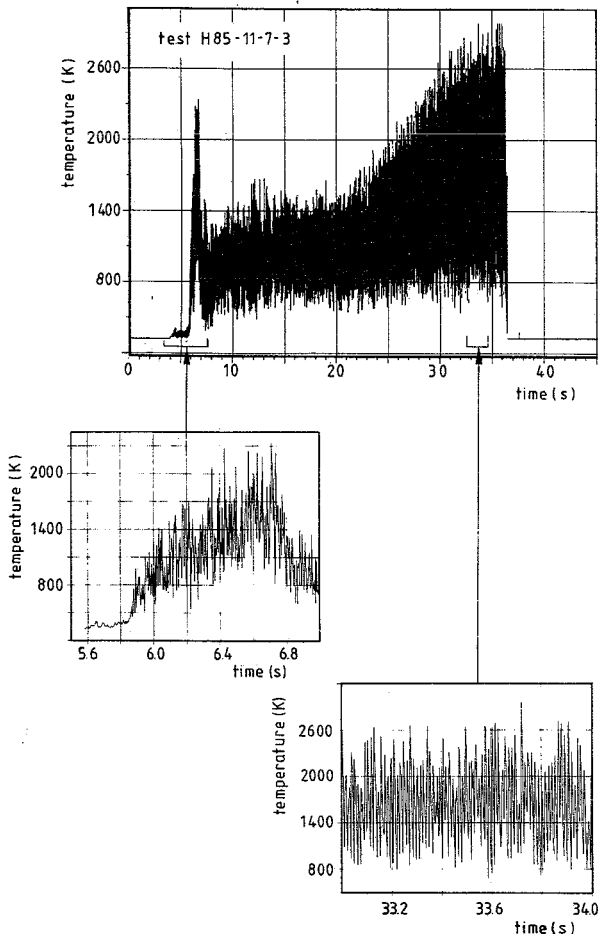 test H85-11-7-3
temperature (K)
2600
2000
1400
800
0 10 20 30 40
time(s)
temperature (K)
2000
1400
800
5.6 6.0 6.4 6.8
time (s)
temperature (K)
2600
2000
1400
800
33.2 33.6 34.0
time(s)